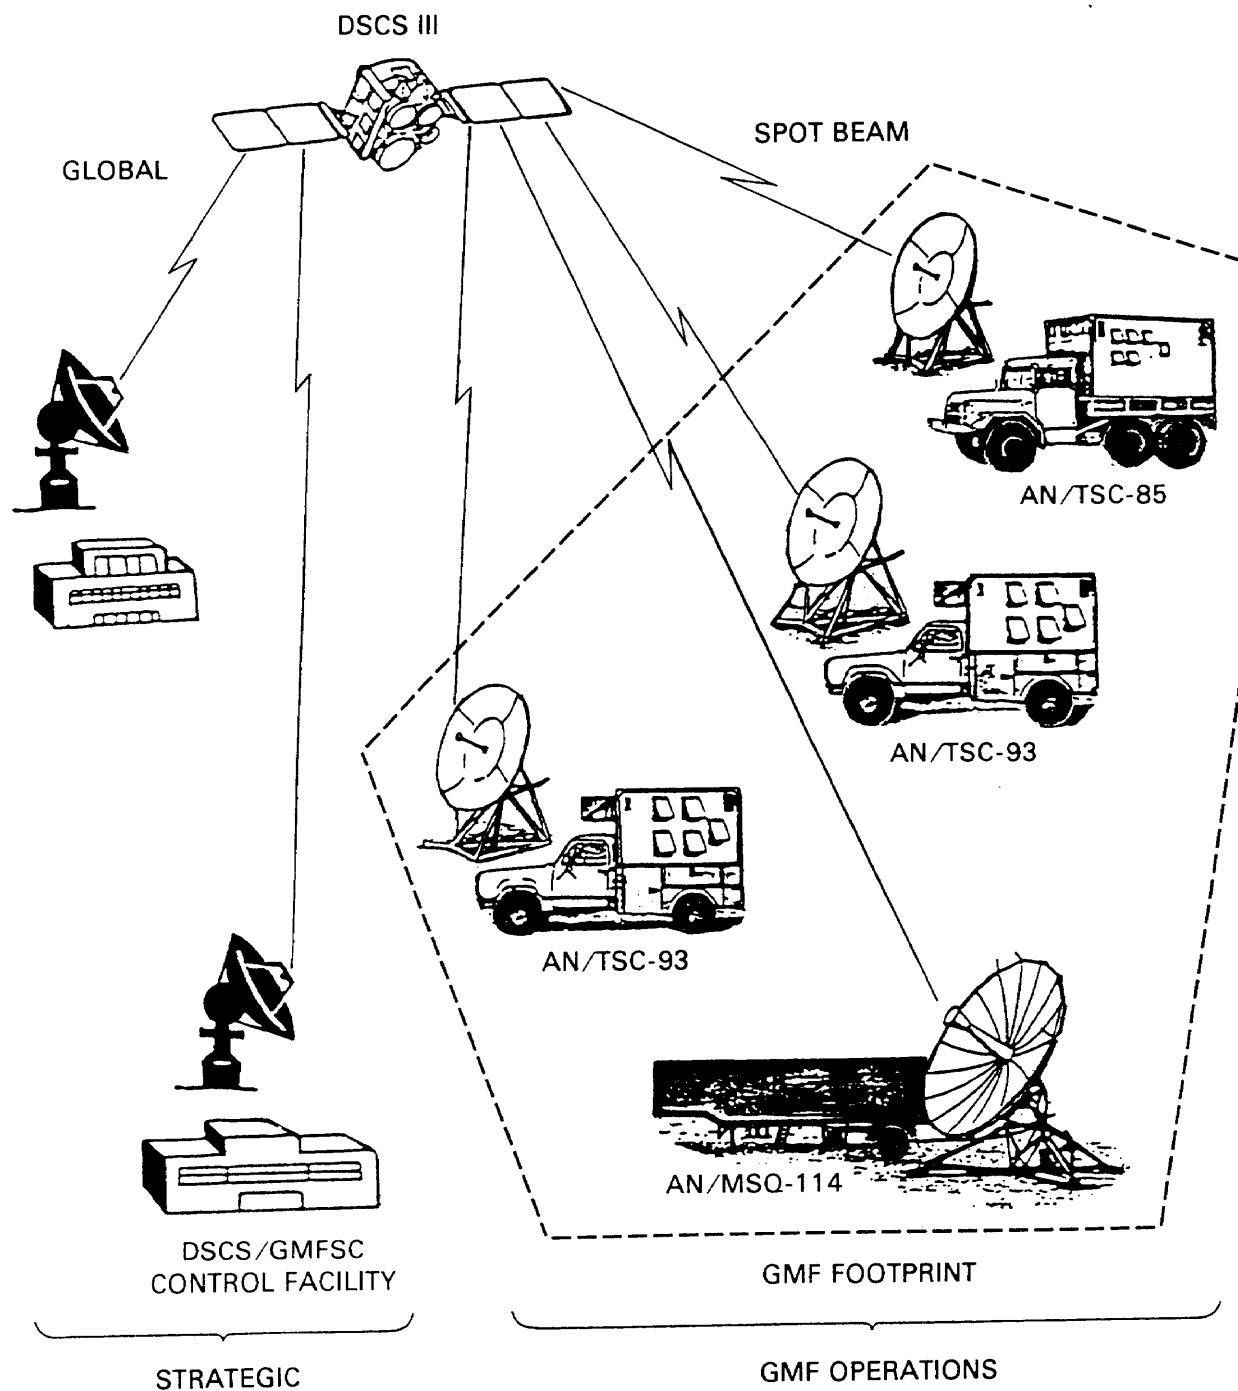 DSCS III
SPOT BEAM
GLOBAL
AN/TSC-85
AN/TSC-93
AN/TSC-93
AN/MSQ-114
DSCS/GMFSC
CONTROL FACILITY
GMF FOOTPRINT
STRATEGIC
GMF OPERATIONS